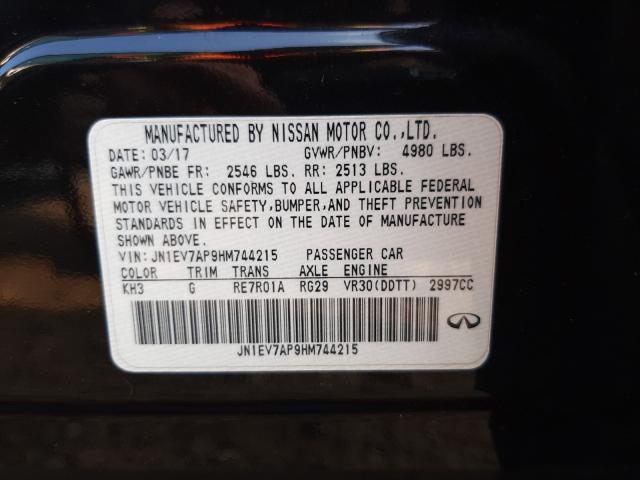 MANUFACTURED BY NISSAN MOTOR CO.,LTD.
DATE: 03/17 GVWR/PNBV: 4980 LBS.
GAWR/PNBE FR: 2546 LBS. RR: 2513 LBS.
THIS VEHICLE CONFORMS TO ALL APPLICABLE FEDERAL
MOTOR VEHICLE SAFETY,BUMPER,AND THEFT PREVENTION
STANDARDS IN EFFECT ON THE DATE OF MANUFACTURE
SHOWN ABOVE.
VIN: JN1EV7AP9HM744215 PASSENGER CAR
COLOR TRIM TRANS AXLE ENGINE
KH3 G RE7R01A RG29 VR30(DDTT) 2997CC
JN1EV7AP9HM744215